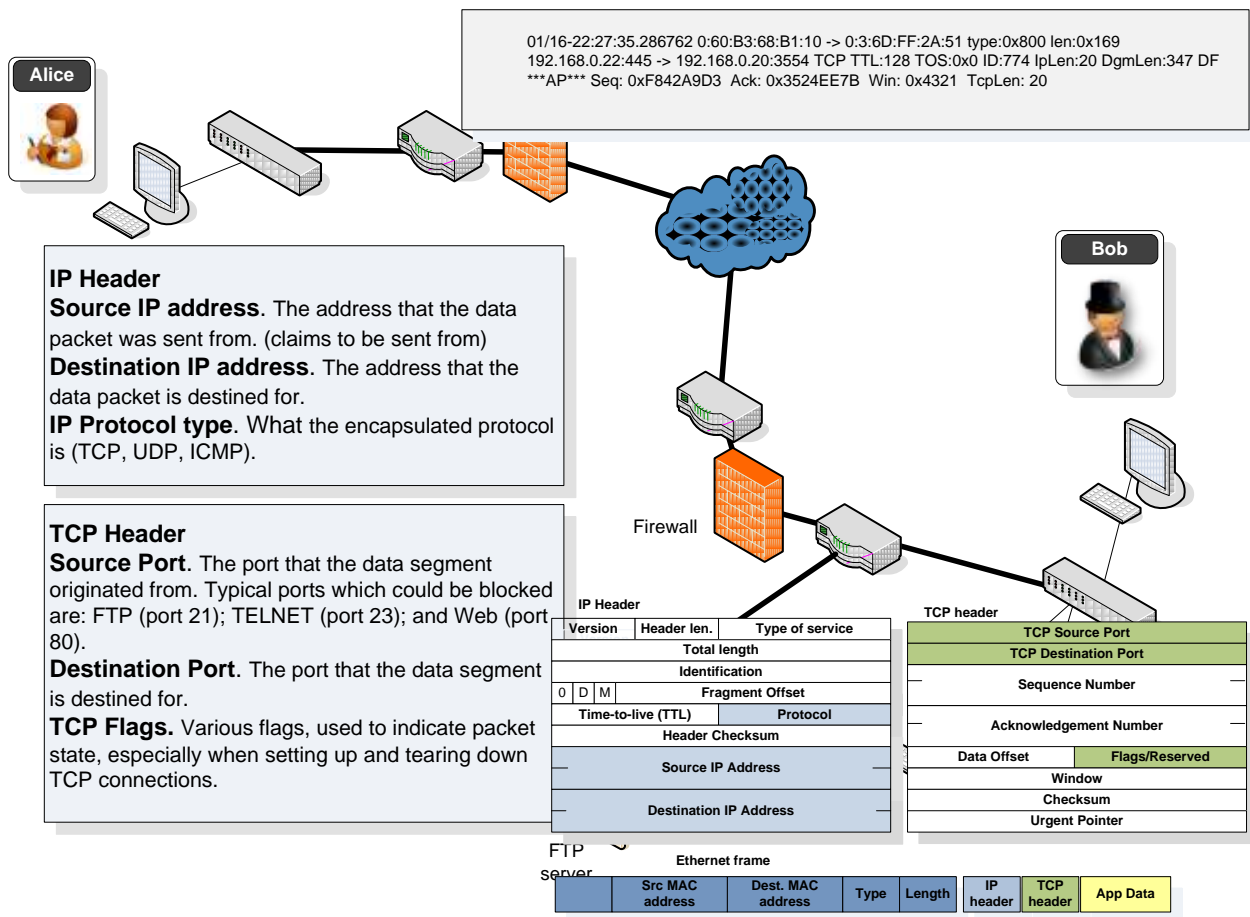 01/16-22:27:35.286762 0:60:B3:68:B1:10 -> 0:3:6D:FF:2A:51 type:0x800 len:0x169
192.168.0.22:445 -> 192.168.0.20:3554 TCP TTL:128 TOS:0x0 ID:774 IpLen:20 DgmLen:347 DF
***AP*** Seq: 0xF842A9D3 Ack: 0x3524EE7B Win: 0x4321 TcpLen: 20
Alice
Bob
IP Header
Source IP address. The address that the data
packet was sent from. (claims to be sent from)
Destination IP address. The address that the
data packet is destined for.
IP Protocol type. What the encapsulated protocol
is (TCP, UDP, ICMP).
TCP Header
Source Port. The port that the data segment
originated from. Typical ports which could be blocked
are: FTP (port 21); TELNET (port 23); and Web (port
80).
Destination Port. The port that the data segment
is destined for.
TCP Flags. Various flags, used to indicate packet
state, especially when setting up and tearing down
TCP connections.
Firewall
IP Header
Version Header len. Type of service
Total length
Identification
0 D M Fragment Offset
Time-to-live (TTL) Protocol
Header Checksum
Source IP Address
Destination IP Address
TCP header
TCP Source Port
TCP Destination Port
Sequence Number
Acknowledgement Number
Data Offset Flags/Reserved
Window
Checksum
Urgent Pointer
FTP
server
Ethernet frame
Src MAC
address
Dest. MAC
address
Type
Length
IP
header
TCP
header
App Data